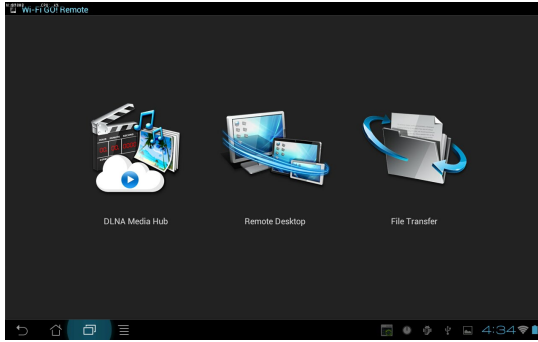 Wi-Fi GO! Remote
DLNA Media Hub
Remote Desktop
File Transfer
4:34